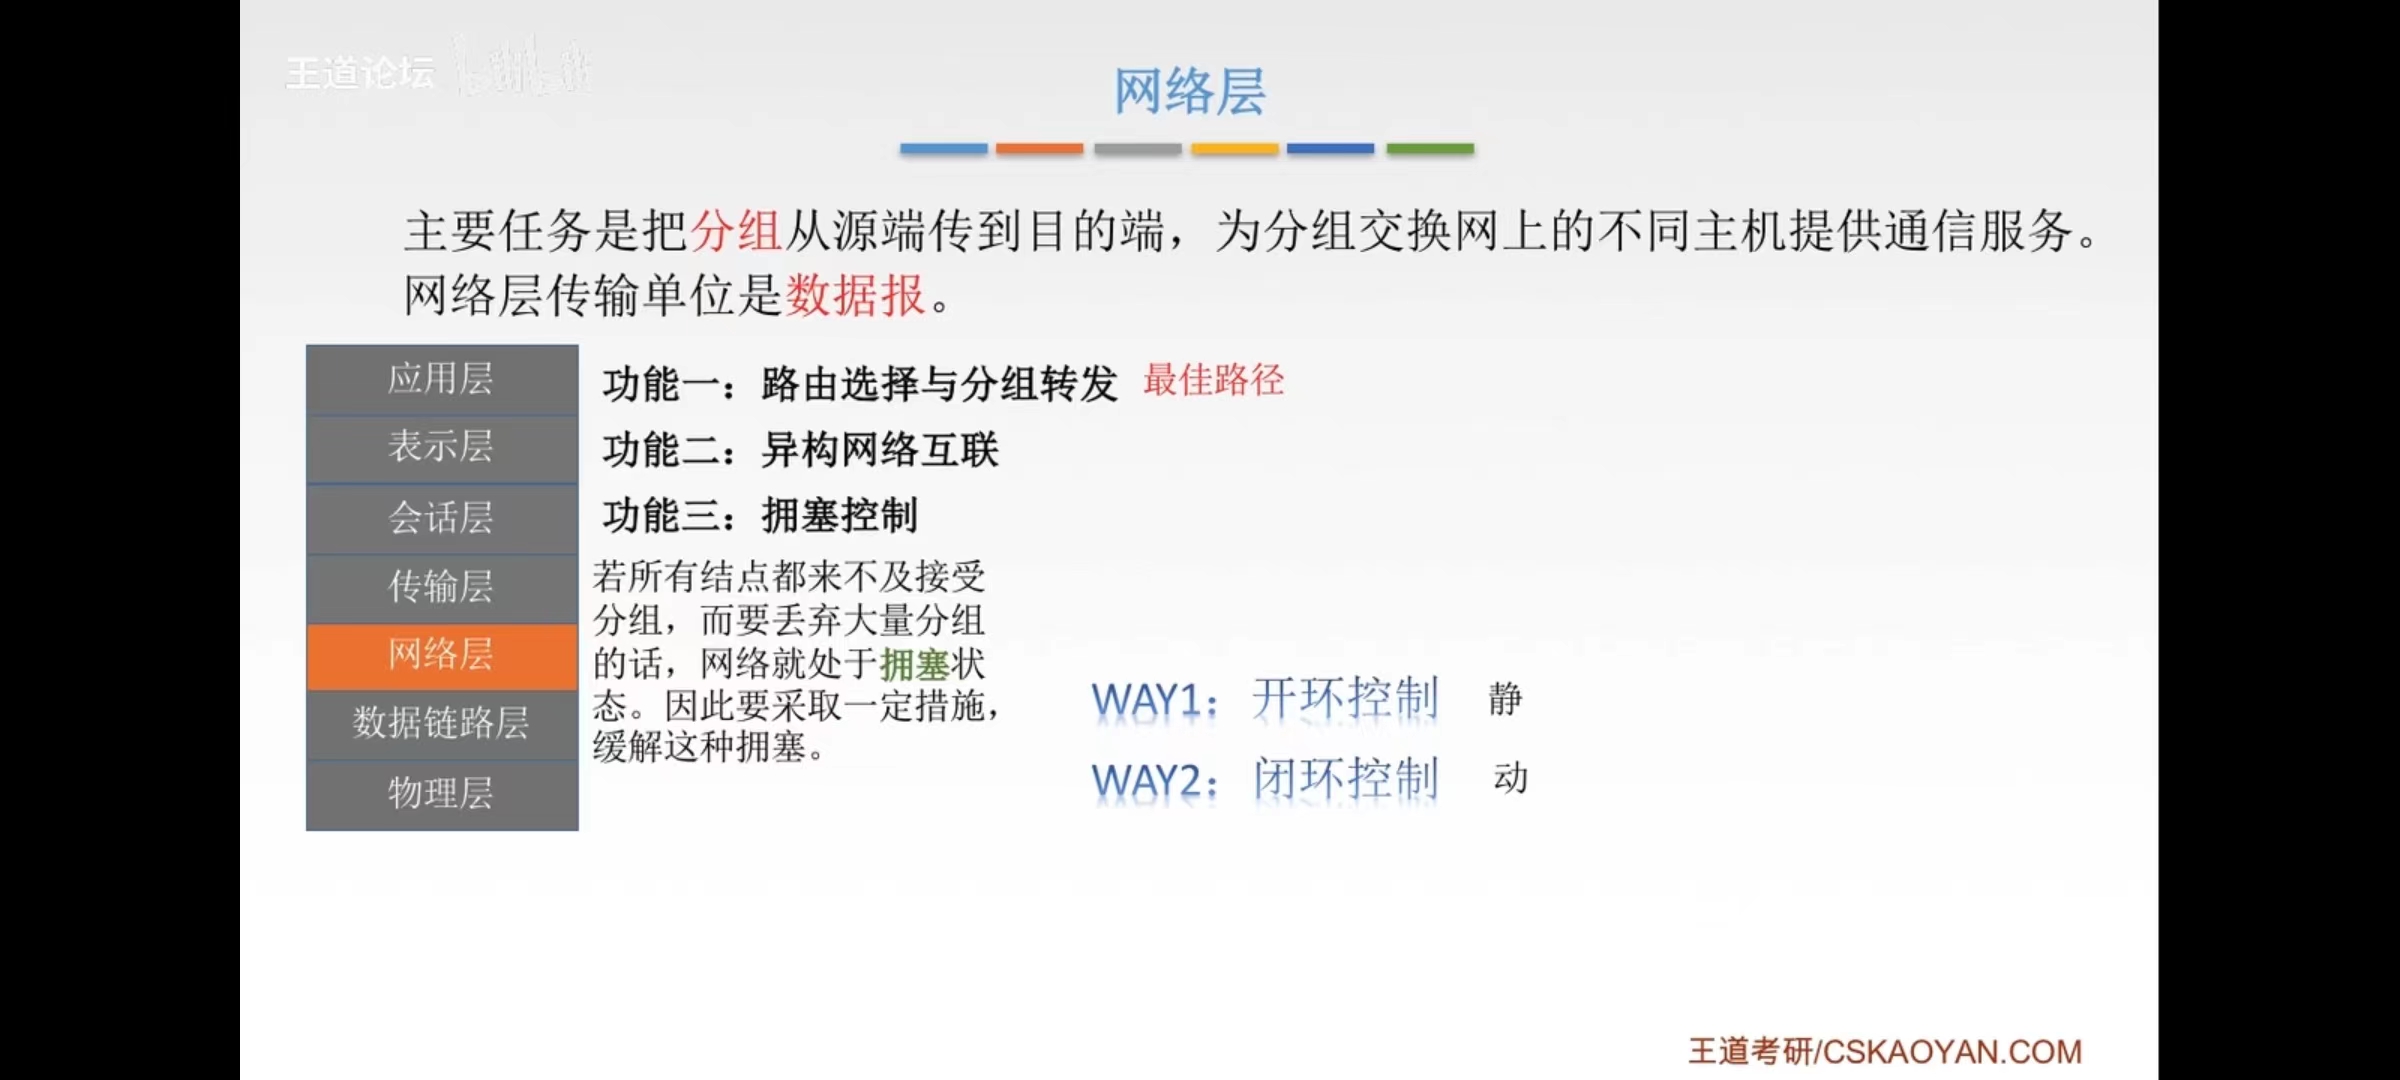 王道论坛 bilibili
网络层
主要任务是把分组从源端传到目的端，为分组交换网上的不同主机提供通信服务。
网络层传输单位是数据报。
应用层
表示层
会话层
传输层
网络层
数据链路层
物理层
功能一：路由选择与分组转发 最佳路径
功能二：异构网络互联
功能三：拥塞控制
若所有结点都来不及接受
分组，而要丢弃大量分组
的话，网络就处于拥塞状
态。因此要采取一定措施，
缓解这种拥塞。
WAY1：开环控制 静
WAY2：闭环控制 动
王道考研/CSKAOYAN.COM